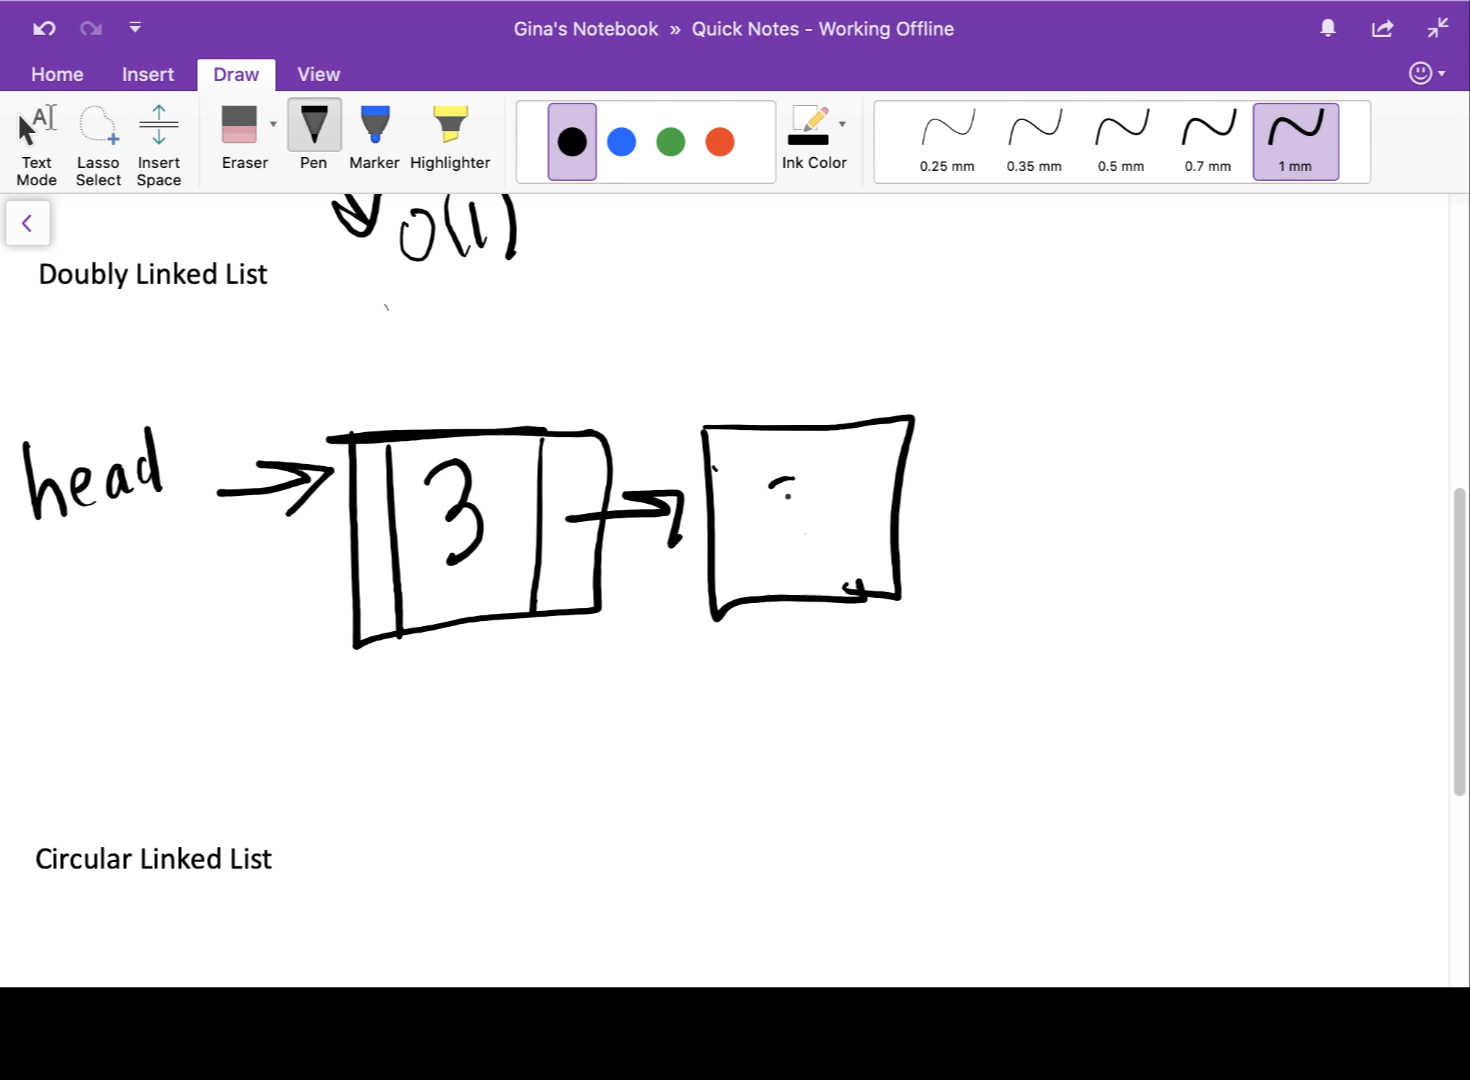 Gina's Notebook » Quick Notes - Working Offline
Home Insert Draw View
Text Mode
Lasso Select
Insert Space
Eraser
Pen
Marker
Highlighter
Ink Color
0.25 mm
0.35 mm
0.5 mm
0.7 mm
1 mm
O(1)
Doubly Linked List
head
3
Circular Linked List